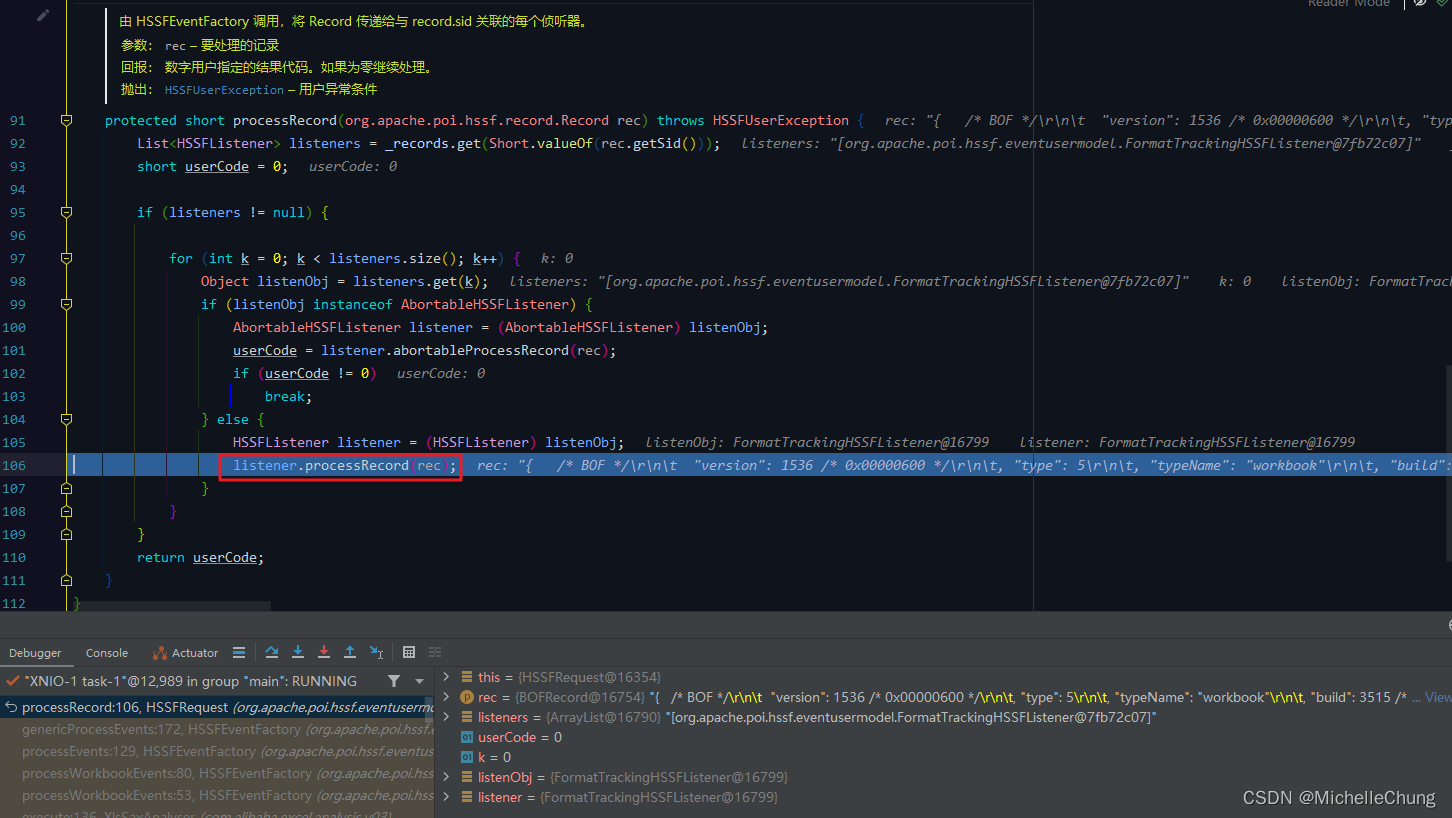 Reader Mode
由 HSSFEventFactory 调用，将 Record 传递给与 record.sid 关联的每个侦听器。
参数： rec – 要处理的记录
回报： 数字用户指定的结果代码。如果为零继续处理。
抛出： HSSFUserException – 用户异常条件
91 protected short processRecord(org.apache.poi.hssf.record.Record rec) throws HSSFUserException { rec: "{ /* BOF */\r\n\t "version": 1536 /* 0x00000600 */\r\n\t, "typ
92 List<HSSFListener> listeners = _records.get(Short.valueOf(rec.getSid())); listeners: "[org.apache.poi.hssf.eventusermodel.FormatTrackingHSSFListener@7fb72c07]"
93 short userCode = 0; userCode: 0
94
95 if (listeners != null) {
96
97 for (int k = 0; k < listeners.size(); k++) { k: 0
98 Object listenObj = listeners.get(k); listeners: "[org.apache.poi.hssf.eventusermodel.FormatTrackingHSSFListener@7fb72c07]" k: 0 listenObj: FormatTrack
99 if (listenObj instanceof AbortableHSSFListener) {
100 AbortableHSSFListener listener = (AbortableHSSFListener) listenObj;
101 userCode = listener.abortableProcessRecord(rec);
102 if (userCode != 0) userCode: 0
103 break;
104 } else {
105 HSSFListener listener = (HSSFListener) listenObj; listenObj: FormatTrackingHSSFListener@16799 listener: FormatTrackingHSSFListener@16799
106 listener.processRecord(rec); rec: "{ /* BOF */\r\n\t "version": 1536 /* 0x00000600 */\r\n\t, "type": 5\r\n\t, "typeName": "workbook"\r\n\t, "build":
107 }
108 }
109 }
110 return userCode;
111 }
112 }
Debugger Console Actuator
"XNIO-1 task-1"@12,989 in group "main": RUNNING
processRecord:106, HSSFRequest (org.apache.poi.hssf.eventusermo
genericProcessEvents:172, HSSFEventFactory (org.apache.poi.hssf.e
processEvents:129, HSSFEventFactory (org.apache.poi.hssf.eventus
processWorkbookEvents:80, HSSFEventFactory (org.apache.poi.hss
processWorkbookEvents:53, HSSFEventFactory (org.apache.poi.hss
execute:136, XlsSaxAnalyser (com.alibaba.excel.analysis.v03)
this = {HSSFRequest@16354}
rec = {BOFRecord@16754} "{ /* BOF */\r\n\t "version": 1536 /* 0x00000600 */\r\n\t, "type": 5\r\n\t, "typeName": "workbook"\r\n\t, "build": 3515 /* ... View
listeners = {ArrayList@16790} "[org.apache.poi.hssf.eventusermodel.FormatTrackingHSSFListener@7fb72c07]"
userCode = 0
k = 0
listenObj = {FormatTrackingHSSFListener@16799}
listener = {FormatTrackingHSSFListener@16799}
CSDN @MichelleChung